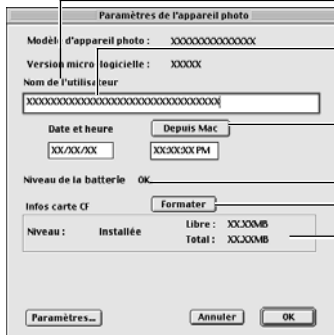 Paramètres de l'appareil photo
Modèle d'appareil photo : XXXXXXXXXXXXXX
Version micro-logicielle : XXXXX
Nom de l'utilisateur
XXXXXXXXXXXXXXXXXXXXXXXXXXXXXXXX
Date et heure Depuis Mac
XX/XX/XX XX:XX:XX PM
Niveau de la batterie OK
Infos carte CF Formater
Niveau : Installée Libre : XX.XXMB
Total : XX.XXMB
Paramètres... Annuler OK